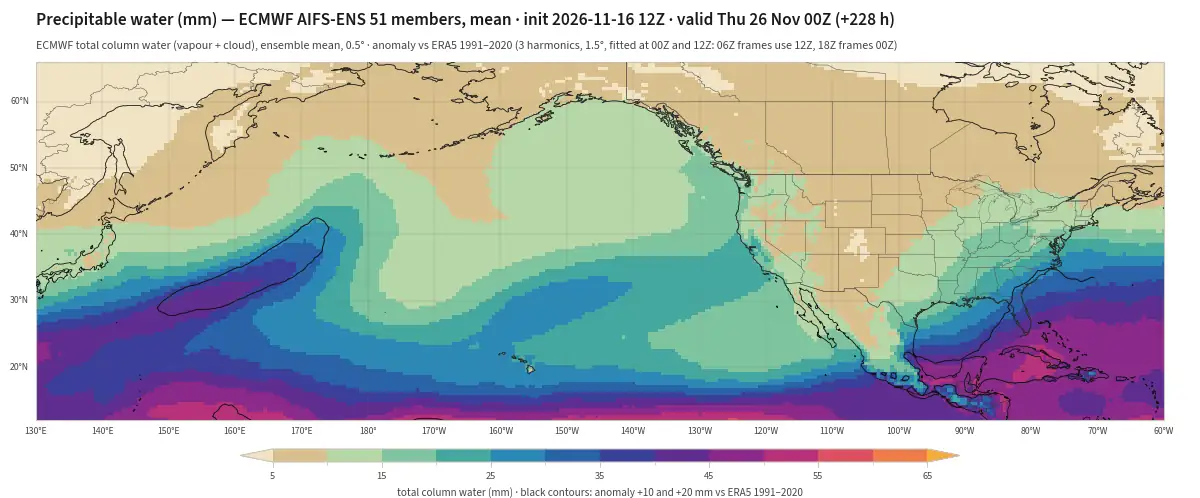 Precipitable water (mm) — ECMWF AIFS-ENS 51 members, mean · init 2026-11-16 12Z · valid Thu 26 Nov 00Z (+228 h)
ECMWF total column water (vapour + cloud), ensemble mean, 0.5° · anomaly vs ERA5 1991–2020 (3 harmonics, 1.5°, fitted at 00Z and 12Z: 06Z frames use 12Z, 18Z frames 00Z)
60°N
50°N
40°N
30°N
20°N
130°E 140°E 150°E 160°E 170°E 180° 170°W 160°W 150°W 140°W 130°W 120°W 110°W 100°W 90°W 80°W 70°W 60°W
5 15 25 35 45 55 65
total column water (mm) · black contours: anomaly +10 and +20 mm vs ERA5 1991–2020